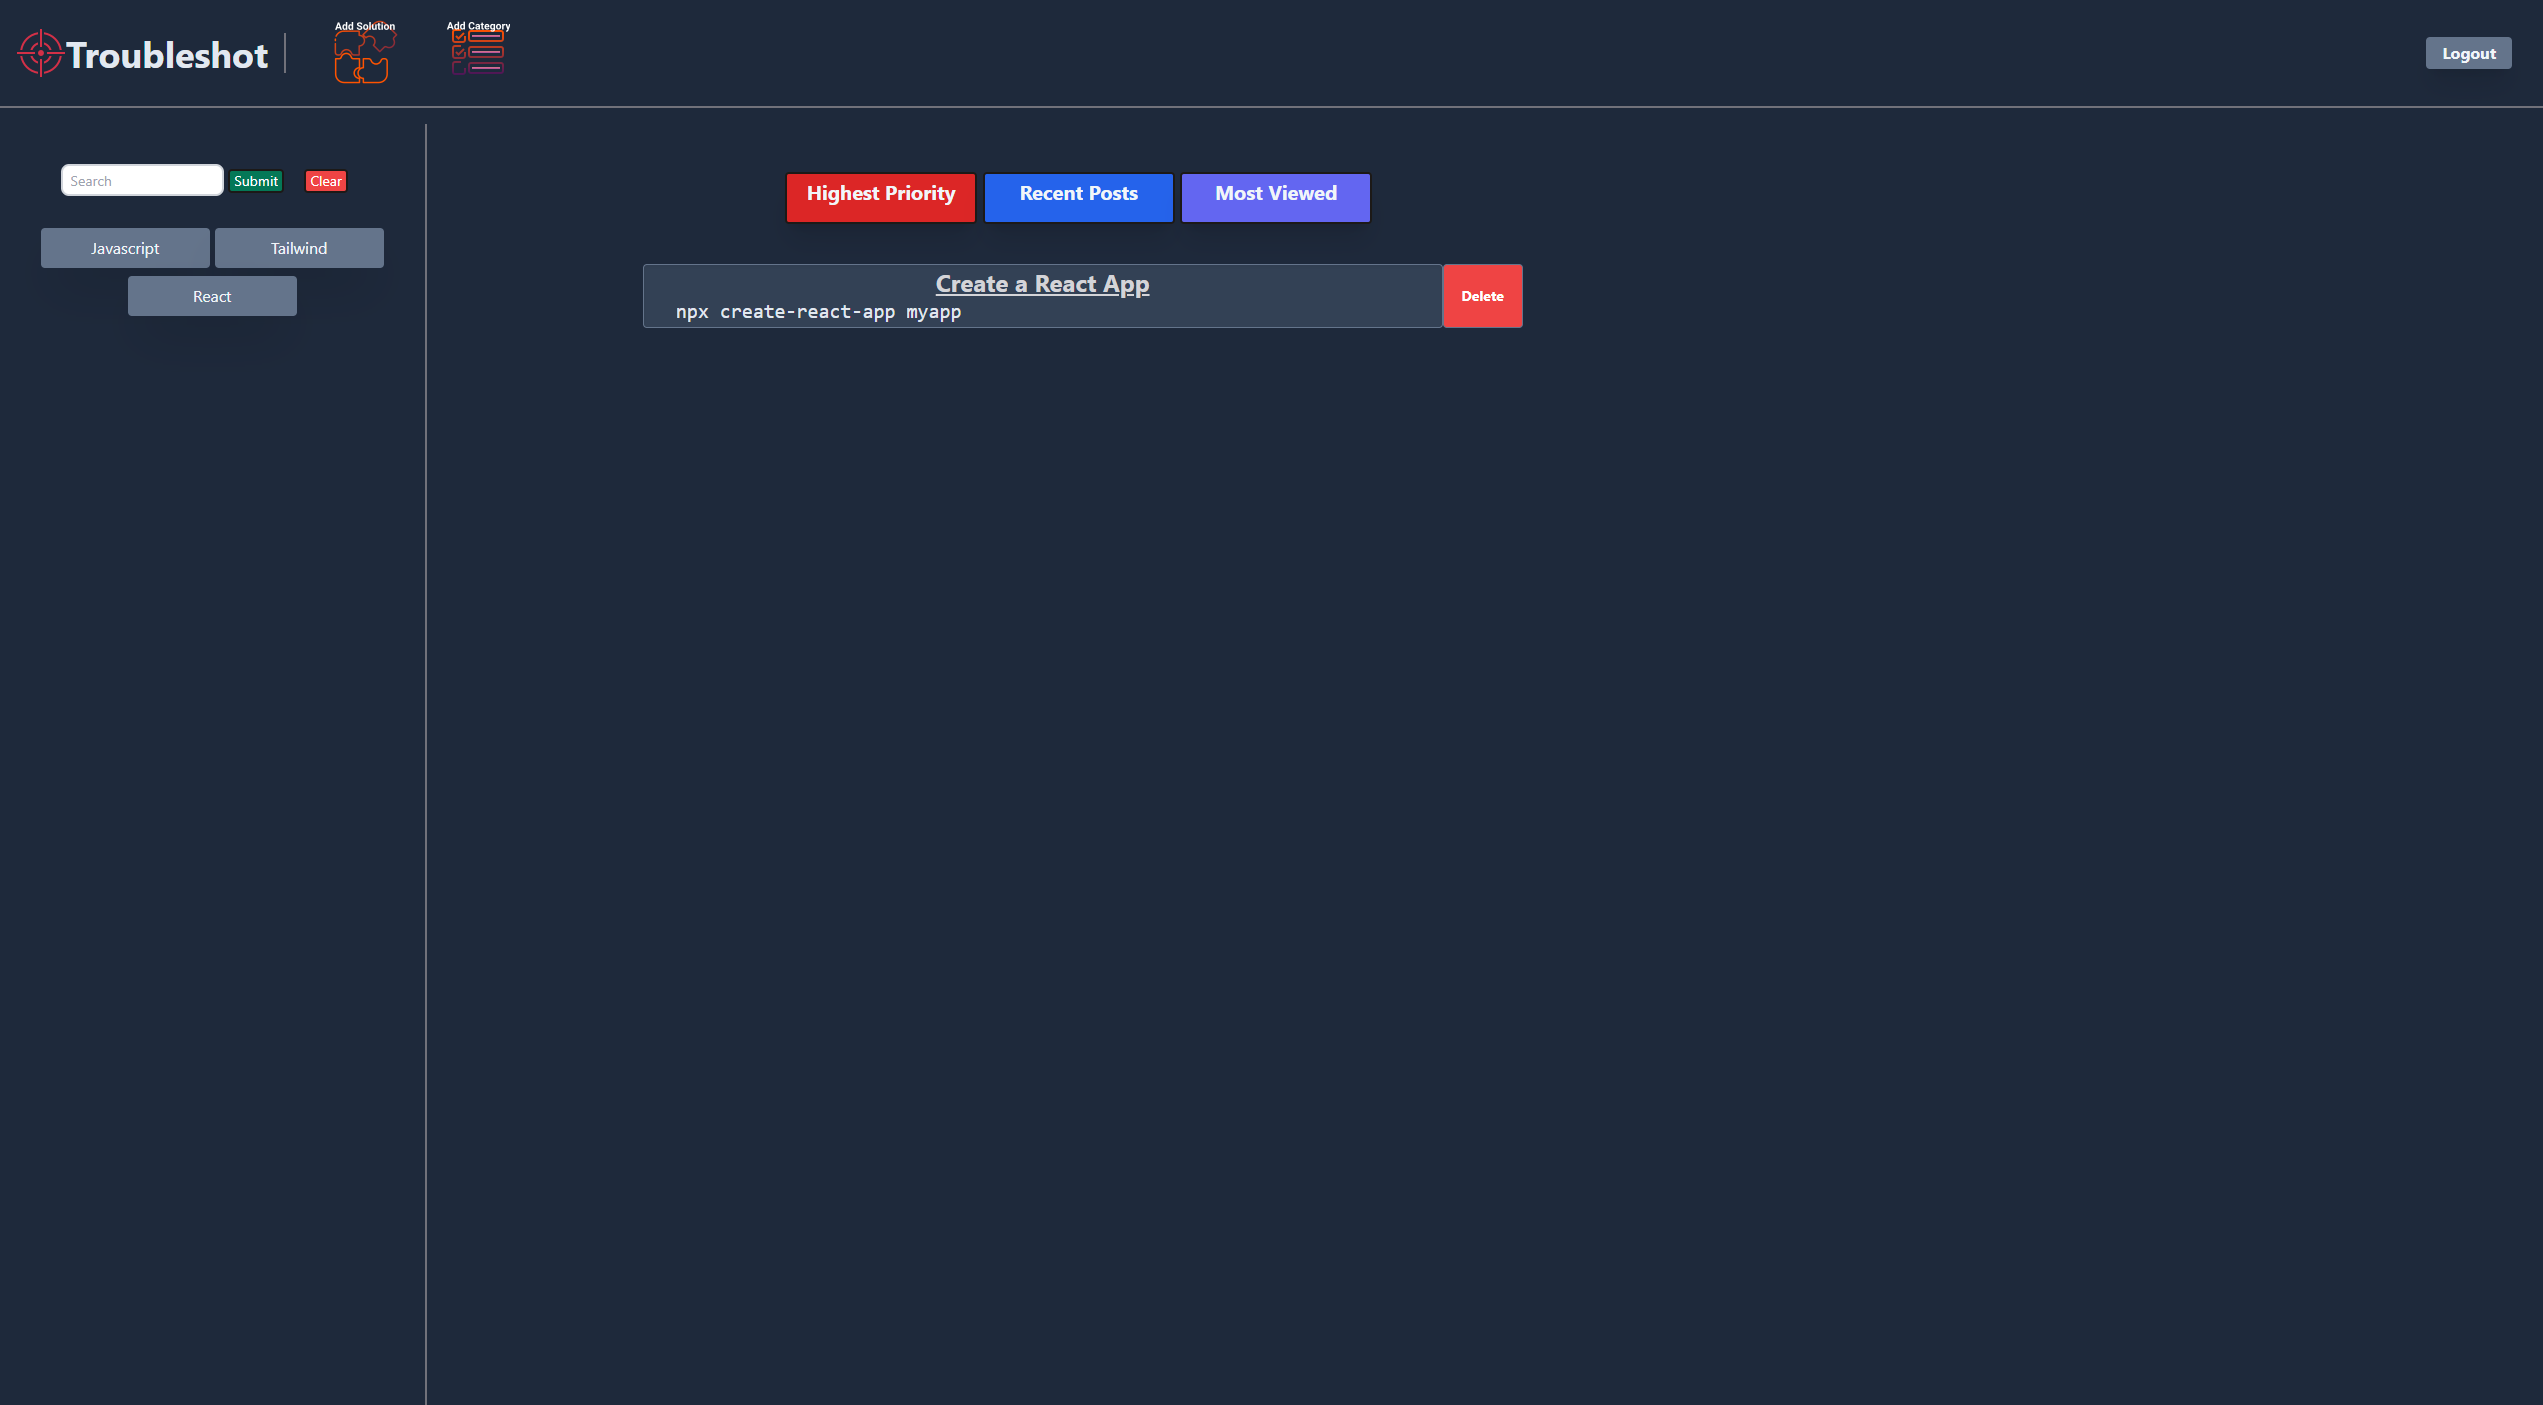 Troubleshot
Add Solution
Add Category
Logout
Search
Submit
Clear
Javascript
Tailwind
React
Highest Priority
Recent Posts
Most Viewed
Create a React App
npx create-react-app myapp
Delete